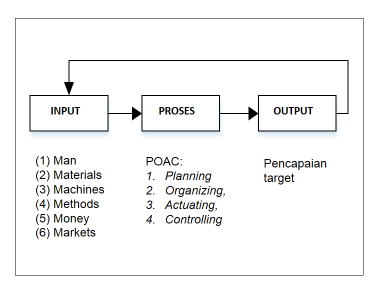 INPUT
PROSES
OUTPUT
(1) Man
(2) Materials
(3) Machines
(4) Methods
(5) Money
(6) Markets
POAC:
1. Planning
2. Organizing,
3. Actuating,
4. Controlling
Pencapaian
target